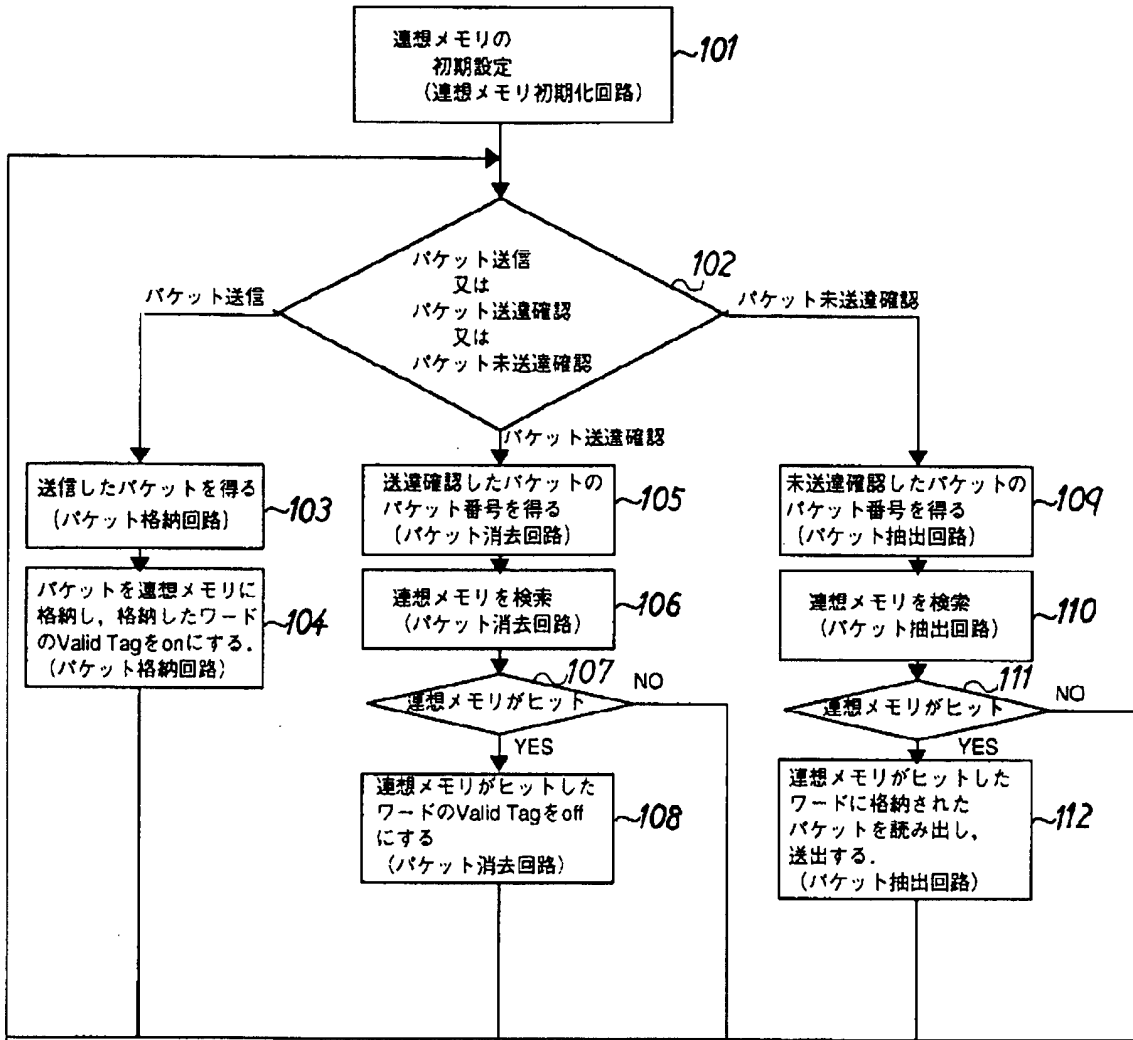 連想メモリの
初期設定
(連想メモリ初期化回路)
101
パケット送信
又は
パケット送達確認
又は
パケット未送達確認
102
パケット送信
パケット未送達確認
パケット送達確認
送信したパケットを得る
(パケット格納回路)
103
パケットを連想メモリに
格納し,格納したワード
のValid Tagをonにする.
(パケット格納回路)
104
送達確認したパケットの
パケット番号を得る
(パケット消去回路)
105
連想メモリを検索
(パケット消去回路)
106
107
連想メモリがヒット
NO
YES
連想メモリがヒットした
ワードのValid Tagをoff
にする
(パケット消去回路)
108
未送達確認したパケットの
パケット番号を得る
(パケット抽出回路)
109
連想メモリを検索
(パケット抽出回路)
110
111
連想メモリがヒット
NO
YES
連想メモリがヒットした
ワードに格納された
パケットを読み出し,
送出する.
(パケット抽出回路)
112